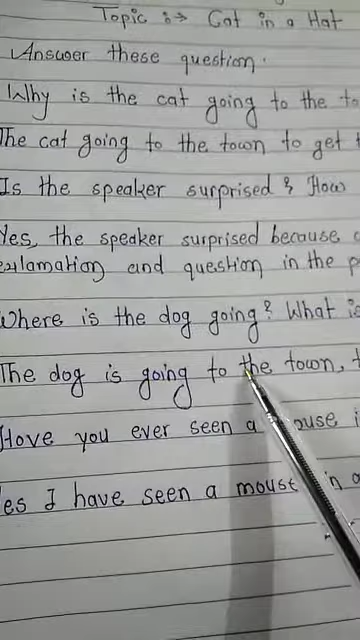 Topic :→ Cat in a Hat
Answer these question.
Why is the cat going to the
The cat going to the town to get
Is the speaker surprised ? How
Yes, the speaker surprised because
exlamation and question in the
Where is the dog going? What is
The dog is going to the town,
Have you ever seen a
es I have seen a mouse in a